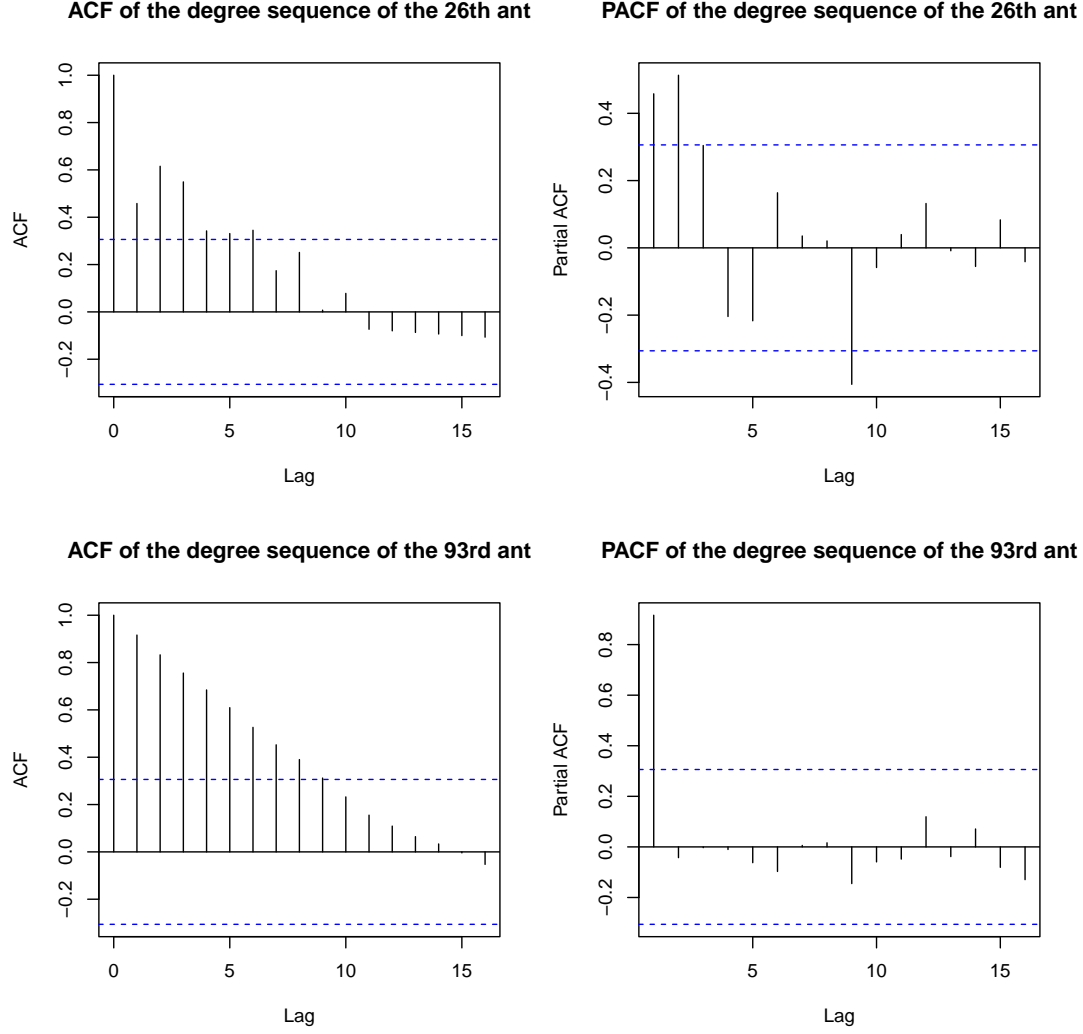 ACF of the degree sequence of the 26th ant
ACF
1.0
0.8
0.6
0.4
0.2
0.0
−0.2
0 5 10 15
Lag
PACF of the degree sequence of the 26th ant
Partial ACF
0.4
0.2
0.0
−0.2
−0.4
5 10 15
Lag
ACF of the degree sequence of the 93rd ant
ACF
1.0
0.8
0.6
0.4
0.2
0.0
−0.2
0 5 10 15
Lag
PACF of the degree sequence of the 93rd ant
Partial ACF
0.8
0.6
0.4
0.2
0.0
−0.2
5 10 15
Lag